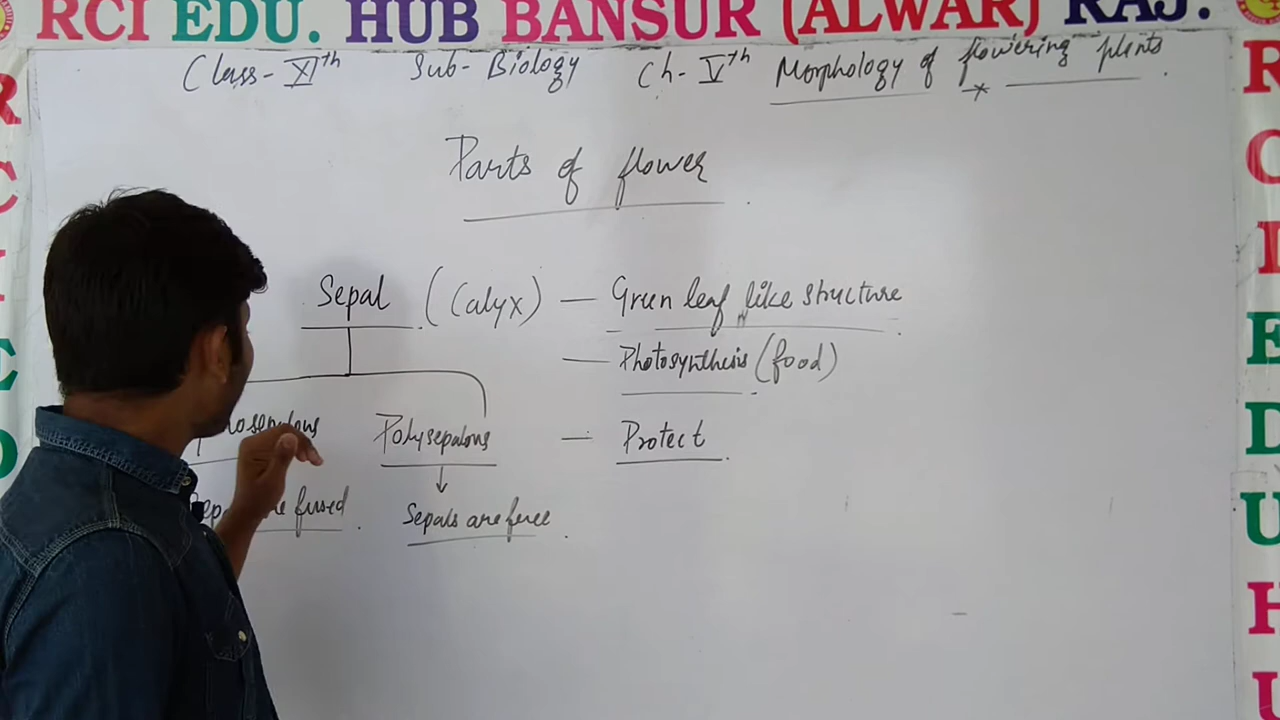 RCI EDU. HUB BANSUR (ALWAR) RAJ.
Class-XIth Sub-Biology Ch-Vth Morphology of flowering plants
Parts of flower
Sepal (Calyx) — Green leaf like structure
— Photosynthesis (food)
Polysepalous — Protect
fused. Sepals are free.
R
C
E
D
R
C
I
E
D
U
H
U